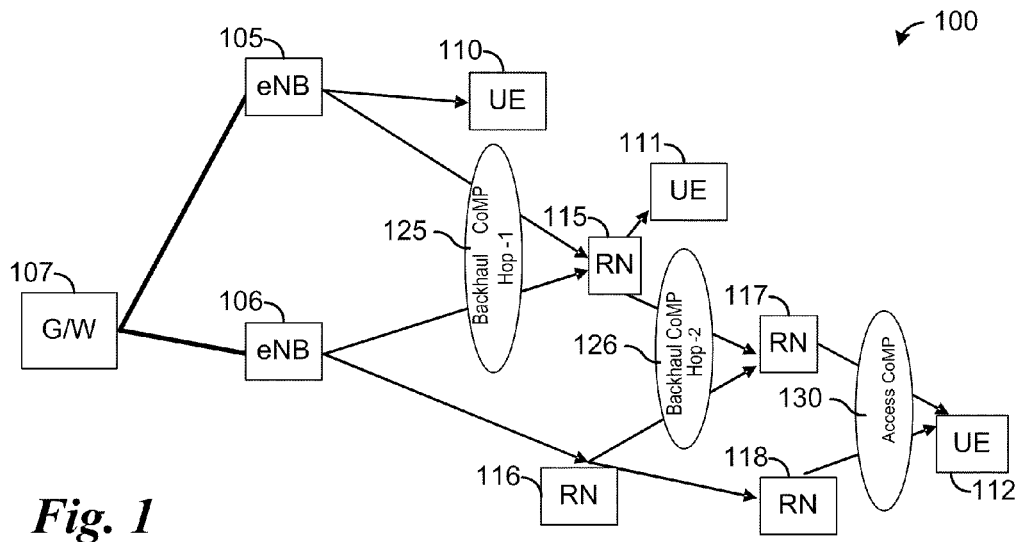 100
105
eNB
110
UE
111
UE
125
Backhaul CoMP
Hop -1
115
RN
107
G/W
106
eNB
126
Backhaul CoMP
Hop -2
117
RN
130
Access CoMP
UE
112
116
RN
118
RN
Fig. 1